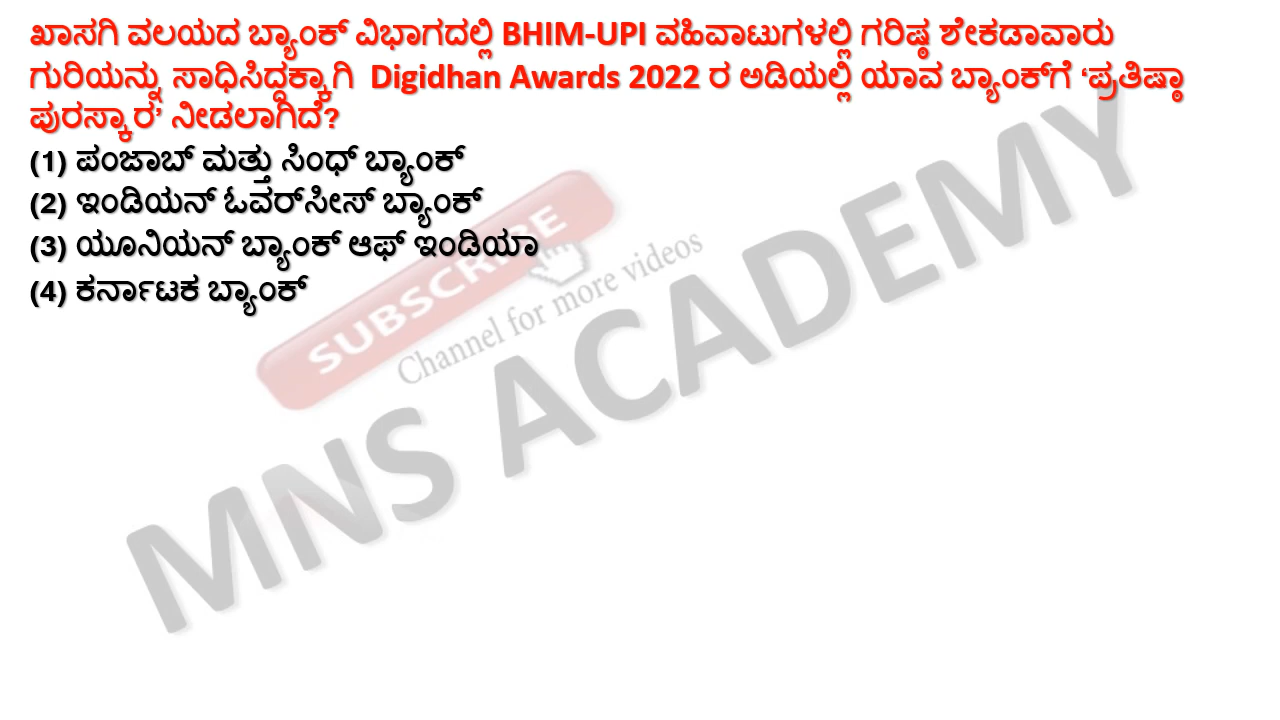 ಖಾಸಗಿ ವಲಯದ ಬ್ಯಾಂಕ್ ವಿಭಾಗದಲ್ಲಿ BHIM-UPI ವಹಿವಾಟುಗಳಲ್ಲಿ ಗರಿಷ್ಠ ಶೇಕಡಾವಾರು
ಗುರಿಯನ್ನು ಸಾಧಿಸಿದ್ದಕ್ಕಾಗಿ Digidhan Awards 2022 ರ ಅಡಿಯಲ್ಲಿ ಯಾವ ಬ್ಯಾಂಕ್‌ಗೆ ‘ಪ್ರತಿಷ್ಠಾ
ಪುರಸ್ಕಾರ’ ನೀಡಲಾಗಿದೆ?
(1) ಪಂಜಾಬ್ ಮತ್ತು ಸಿಂಧ್ ಬ್ಯಾಂಕ್
(2) ಇಂಡಿಯನ್ ಓವರ್‌ಸೀಸ್ ಬ್ಯಾಂಕ್
(3) ಯೂನಿಯನ್ ಬ್ಯಾಂಕ್ ಆಫ್ ಇಂಡಿಯಾ
(4) ಕರ್ನಾಟಕ ಬ್ಯಾಂಕ್
SUBSCRIBE
Channel for more videos
MNS ACADEMY